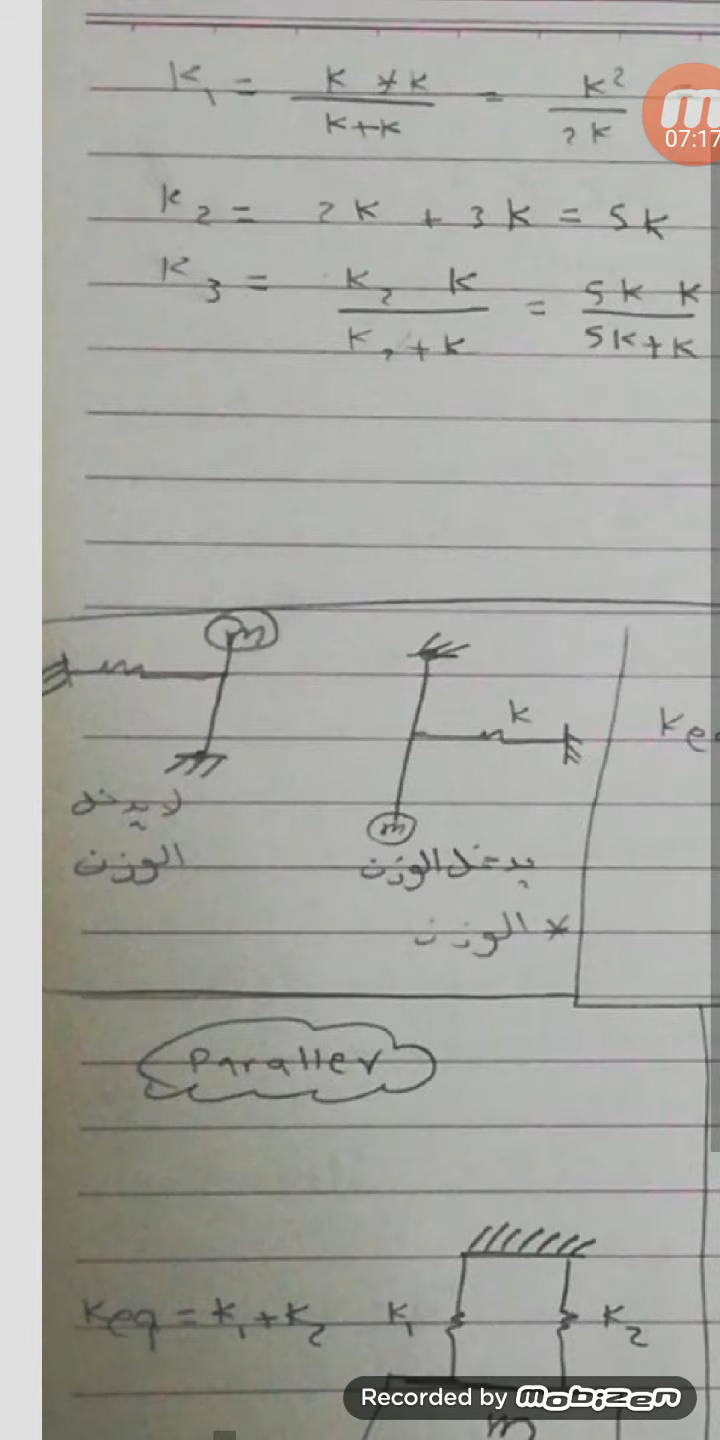 K₁ = K * K / K+K = K² / 2K =
07:17
K₂ = 2K + 3K = 5K
K₃ = K₂ K / K₂ + K = 5K K / 5K + K
m
K
Ke
m
لا يدخل
الوزن
يدخل الوزن
* الوزن
Paraller
Keq = K₁ + K₂ K₁ K₂
m
Recorded by Mobizen